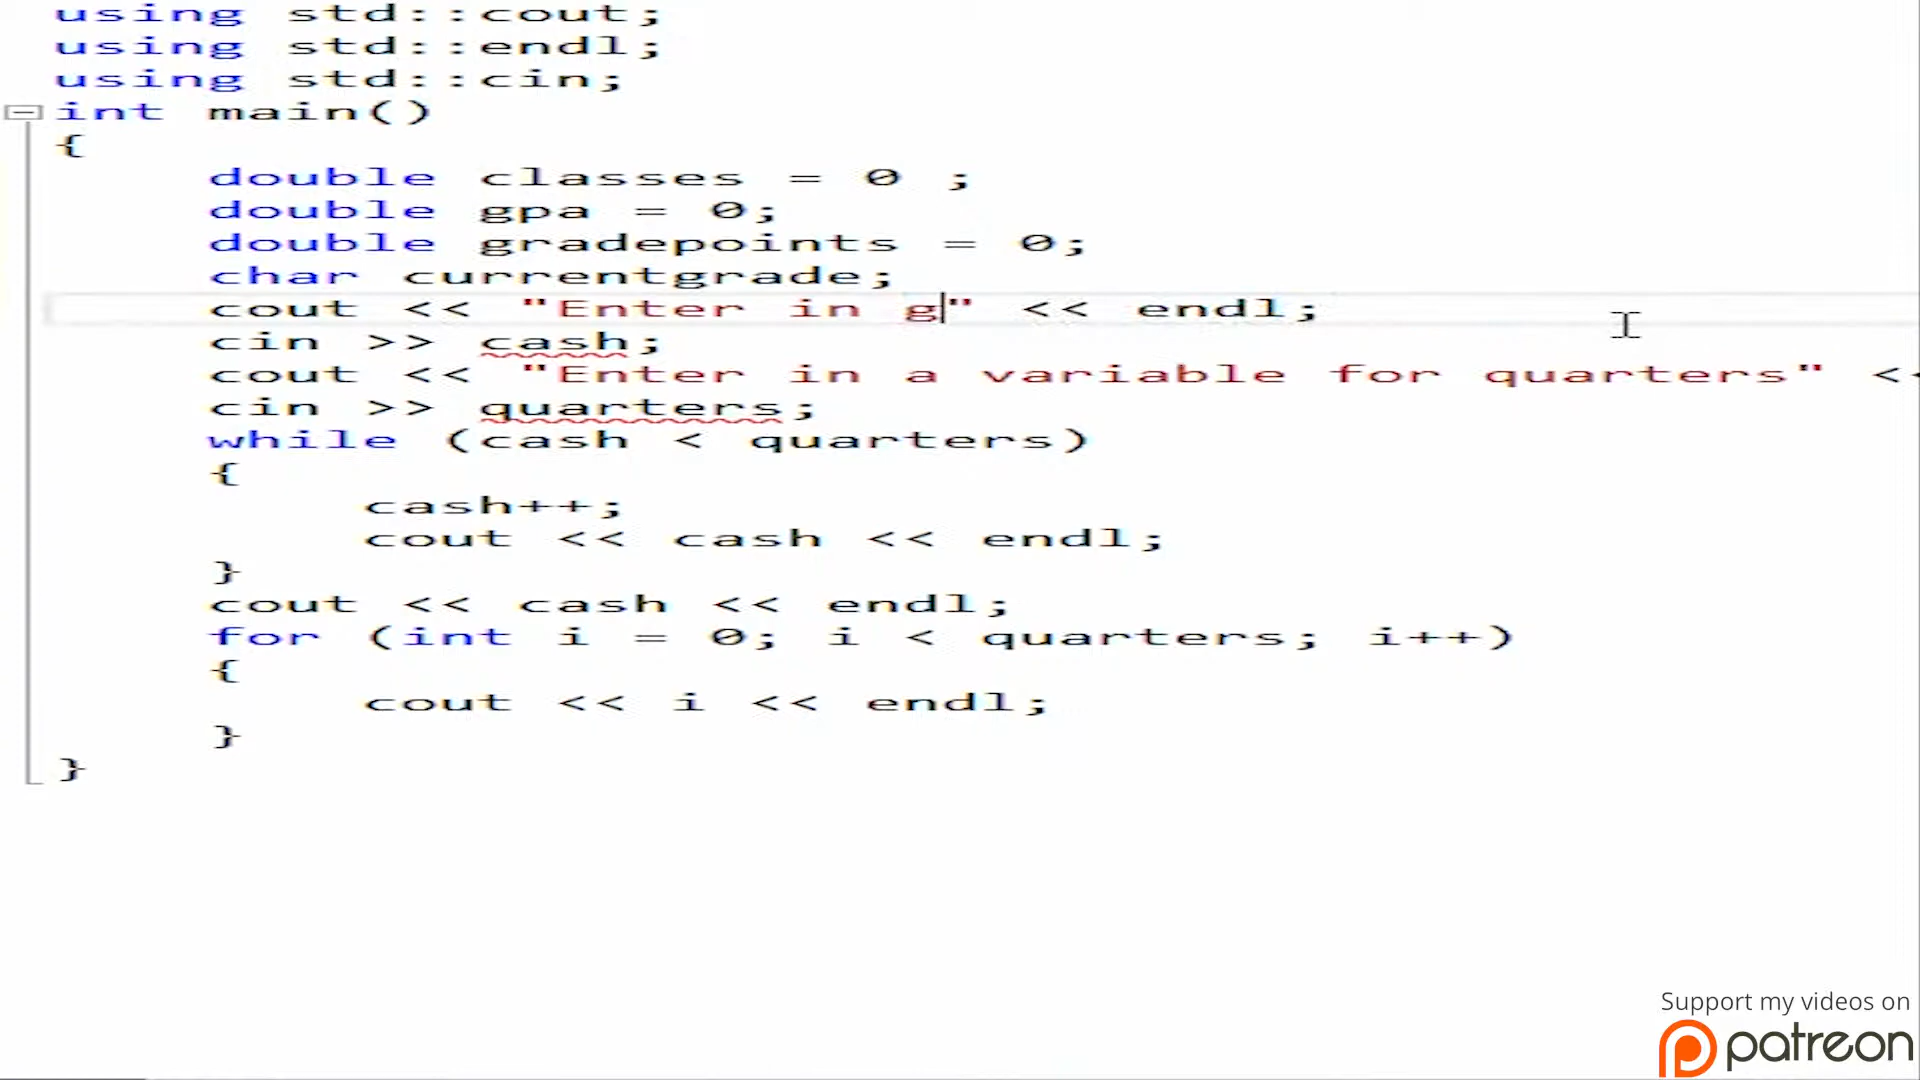 using std::cout;
using std::endl;
using std::cin;
int main()
{
double classes = 0 ;
double gpa = 0;
double gradepoints = 0;
char currentgrade;
cout << "Enter in g" << endl;
cin >> cash;
cout << "Enter in a variable for quarters" <<
cin >> quarters;
while (cash < quarters)
{
cash++;
cout << cash << endl;
}
cout << cash << endl;
for (int i = 0; i < quarters; i++)
{
cout << i << endl;
}
}
Support my videos on
patreon